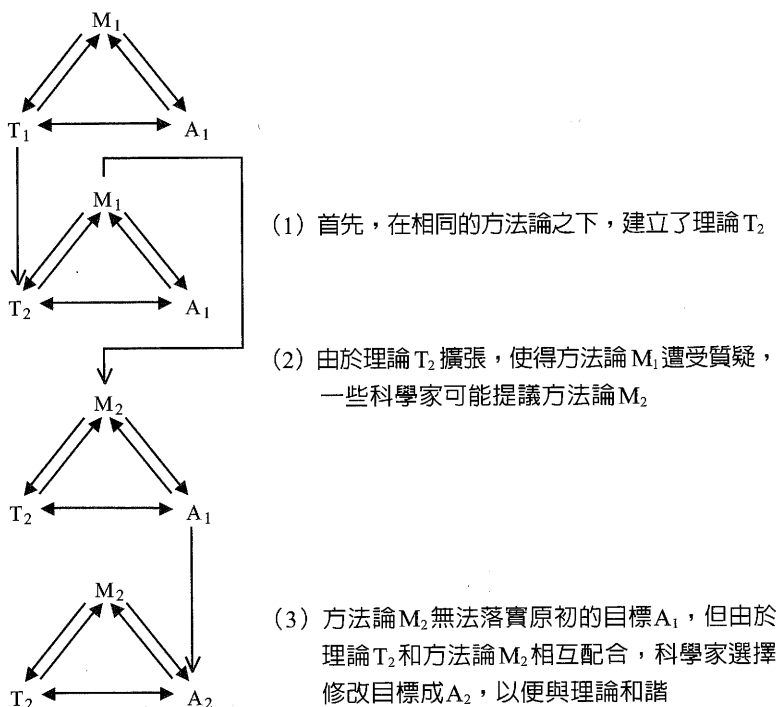 M₁
T₁ A₁
M₁
(1) 首先，在相同的方法論之下，建立了理論T₂
T₂ A₁
(2) 由於理論T₂擴張，使得方法論M₁遭受質疑，
一些科學家可能提議方法論M₂
M₂
T₂ A₁
M₂
(3) 方法論M₂無法落實原初的目標A₁，但由於
理論T₂和方法論M₂相互配合，科學家選擇
修改目標成A₂，以便與理論和諧
T₂ A₂